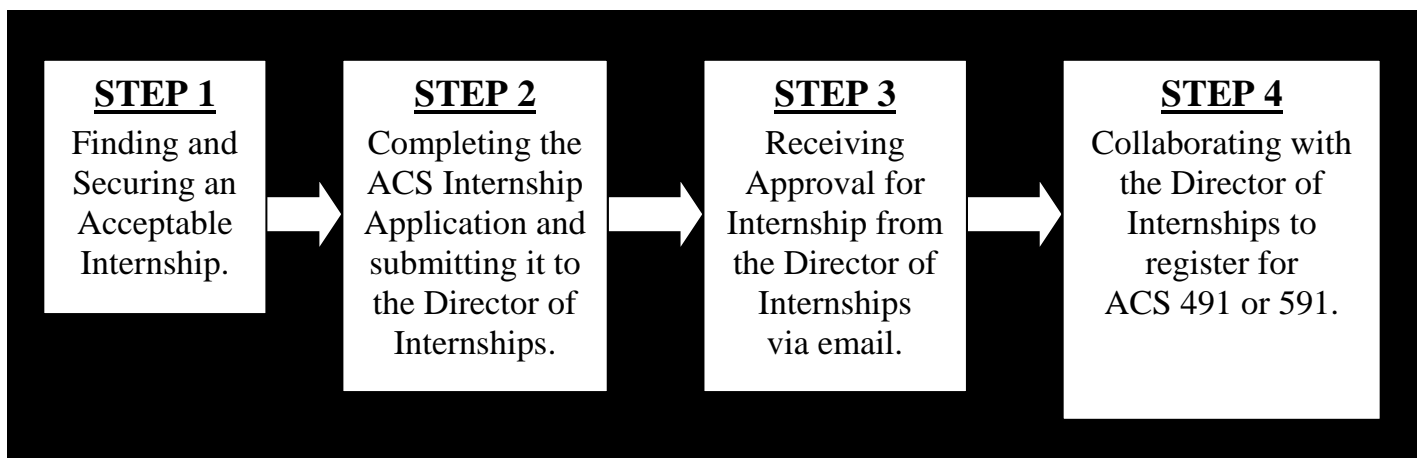 STEP 1
Finding and
Securing an
Acceptable
Internship.
STEP 2
Completing the
ACS Internship
Application and
submitting it to
the Director of
Internships.
STEP 3
Receiving
Approval for
Internship from
the Director of
Internships
via email.
STEP 4
Collaborating with
the Director of
Internships to
register for
ACS 491 or 591.